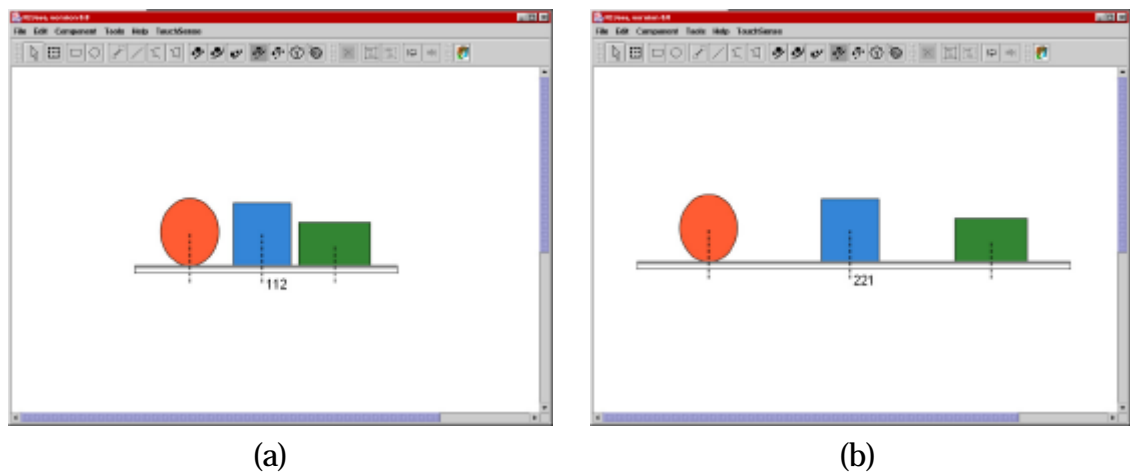 File Edit Component Tools Help TouchSense
112
(a)
File Edit Component Tools Help TouchSense
221
(b)